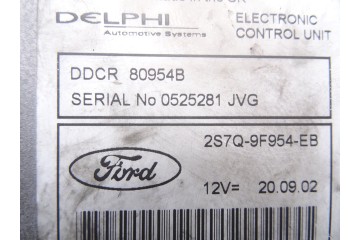 DELPHI
Automotive Systems
ELECTRONIC
CONTROL UNIT
DDCR 80954B
SERIAL No 0525281 JVG
2S7Q-9F954-EB
Ford
12V= 20.09.02